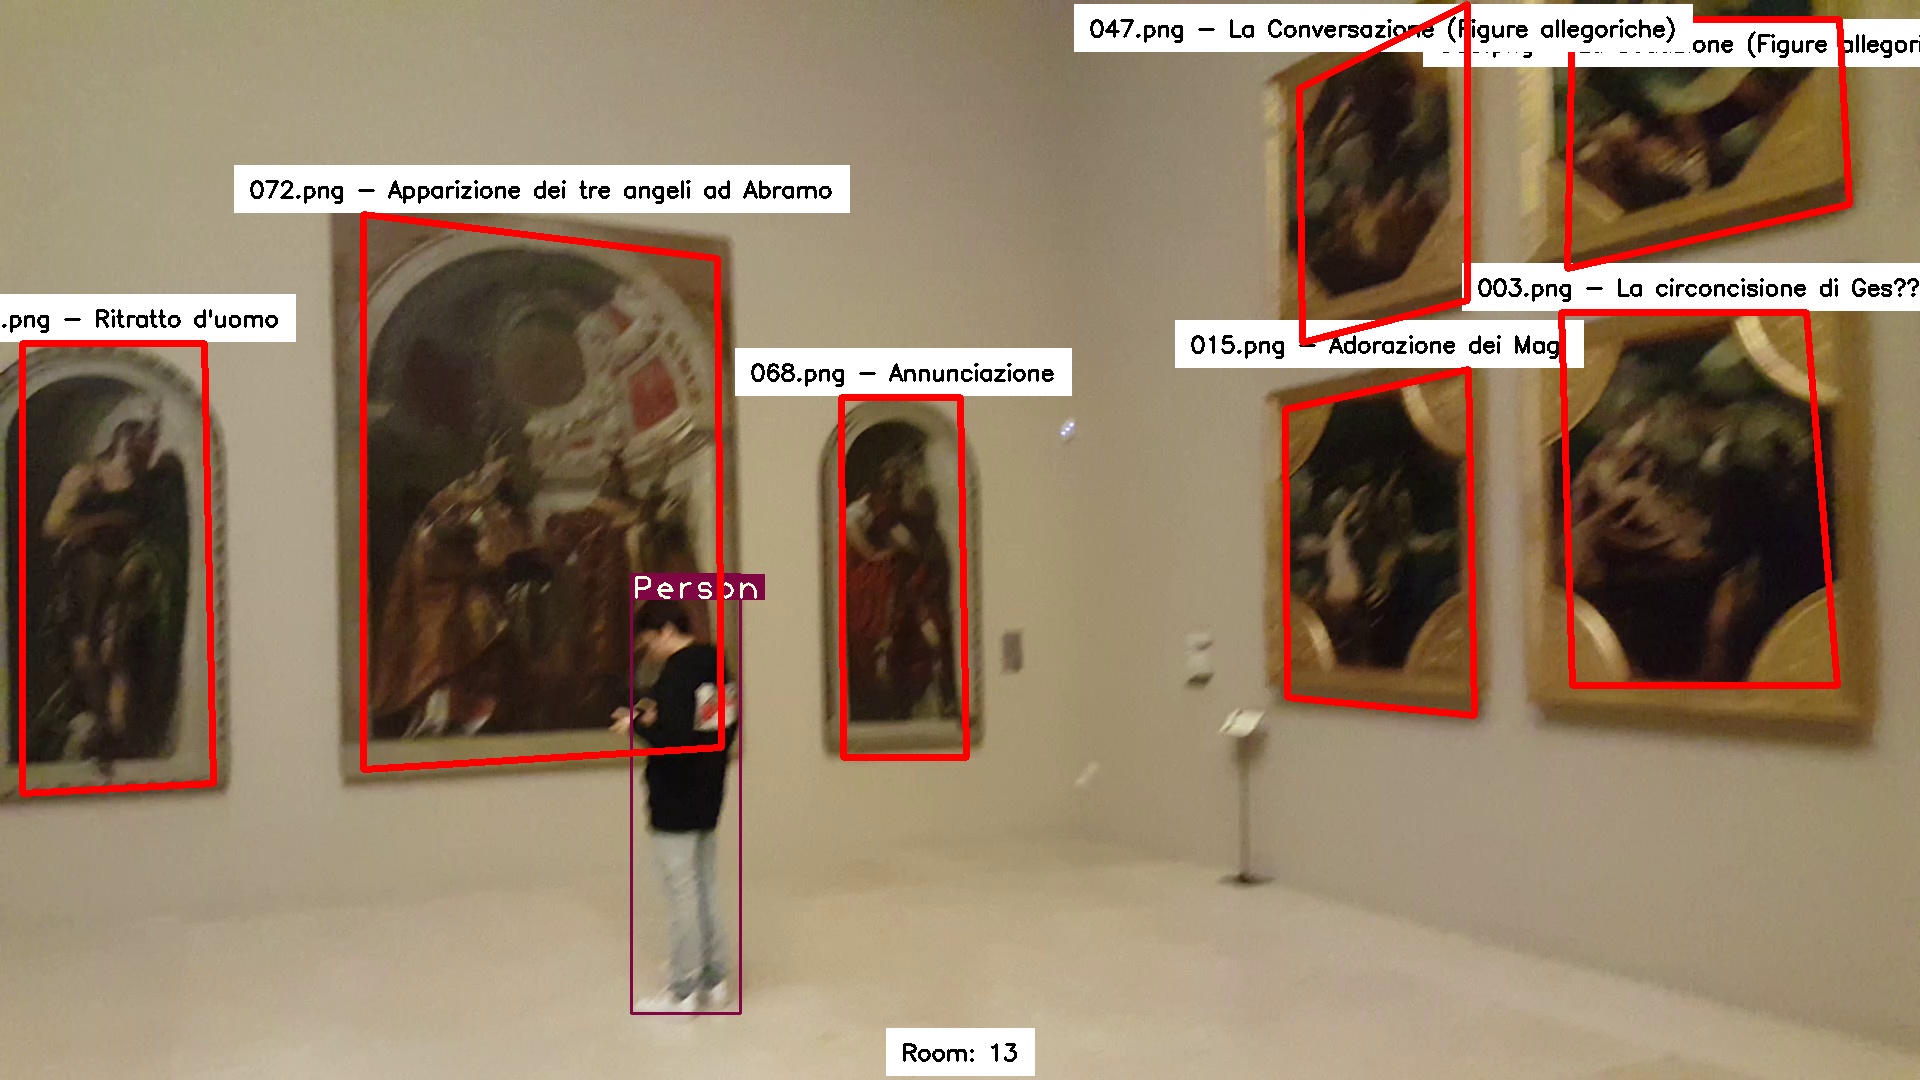 047.png – La Conversazione (Figure allegoriche)
one (Figure allegori
072.png – Apparizione dei tre angeli ad Abramo
003.png – La circoncisione di Ges??
.png – Ritratto d'uomo
015.png – Adorazione dei Mag
068.png – Annunciazione
Person
Room: 13